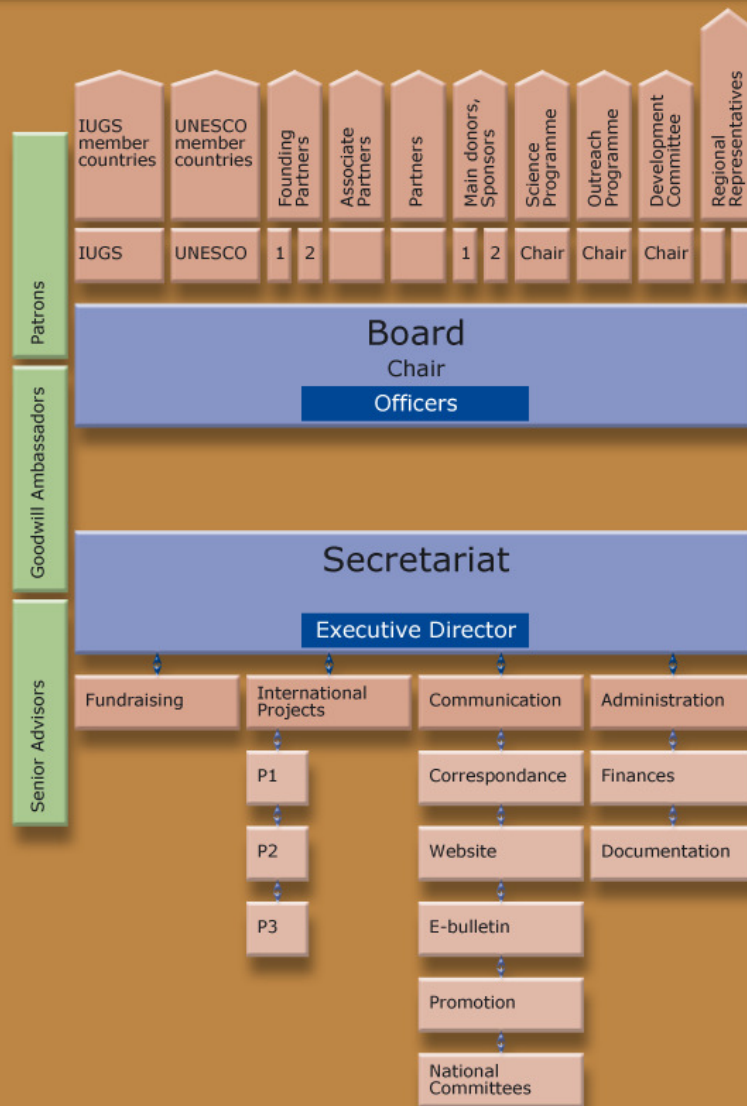 IUGS
member
countries
UNESCO
member
countries
Founding
Partners
Associate
Partners
Partners
Main donors,
Sponsors
Science
Programme
Outreach
Programme
Development
Committee
Regional
Representatives
IUGS
UNESCO
1
2
1
2
Chair
Chair
Chair
Patrons
Board
Chair
Officers
Goodwill Ambassadors
Secretariat
Executive Director
Senior Advisors
Fundraising
International
Projects
Communication
Administration
P1
Correspondance
Finances
P2
Website
Documentation
P3
E-bulletin
Promotion
National
Committees